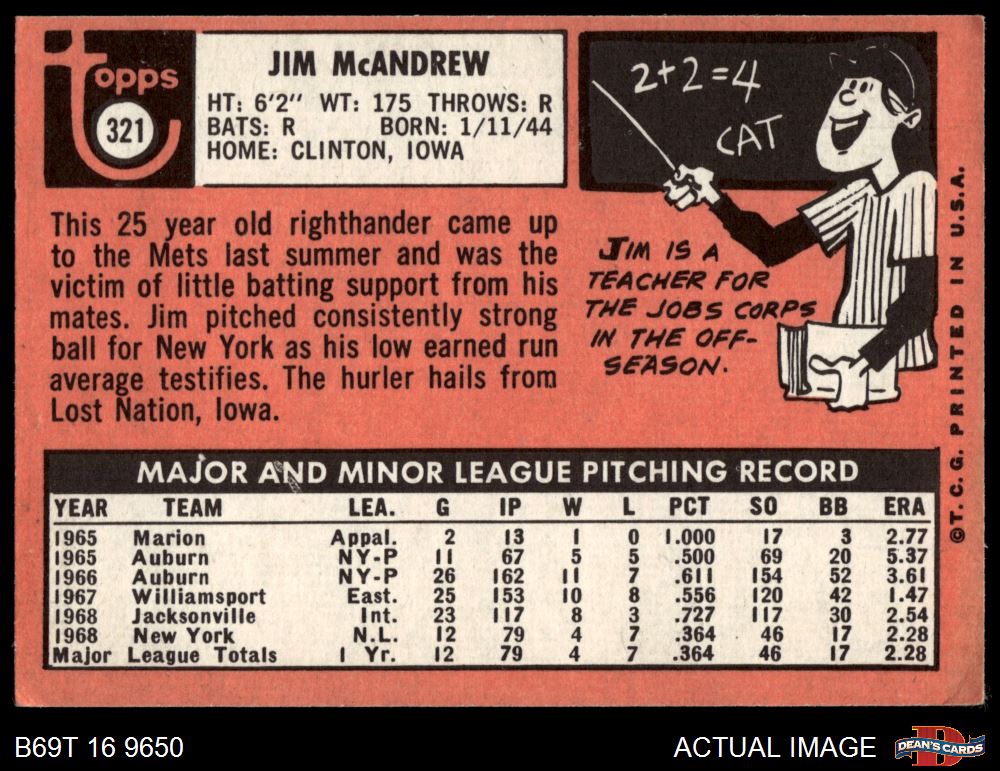 topps
321
JIM McANDREW
HT: 6'2" WT: 175 THROWS: R
BATS: R BORN: 1/11/44
HOME: CLINTON, IOWA
2+2=4
CAT
This 25 year old righthander came up
to the Mets last summer and was the
victim of little batting support from his
mates. Jim pitched consistently strong
ball for New York as his low earned run
average testifies. The hurler hails from
Lost Nation, Iowa.
JIM IS A
TEACHER FOR
THE JOBS CORPS
IN THE OFF-
SEASON.
©T.C.G. PRINTED IN U.S.A.
MAJOR AND MINOR LEAGUE PITCHING RECORD
YEAR TEAM LEA. G IP W L PCT SO BB ERA
1965 Marion Appal. 2 13 1 0 1.000 17 3 2.77
1965 Auburn NY-P 11 67 5 5 .500 69 20 5.37
1966 Auburn NY-P 26 162 11 7 .611 154 52 3.61
1967 Williamsport East. 25 153 10 8 .556 120 42 1.47
1968 Jacksonville Int. 23 117 8 3 .727 117 30 2.54
1968 New York N.L. 12 79 4 7 .364 46 17 2.28
Major League Totals 1 Yr. 12 79 4 7 .364 46 17 2.28
B69T 16 9650
ACTUAL IMAGE
D
DEAN'S CARDS